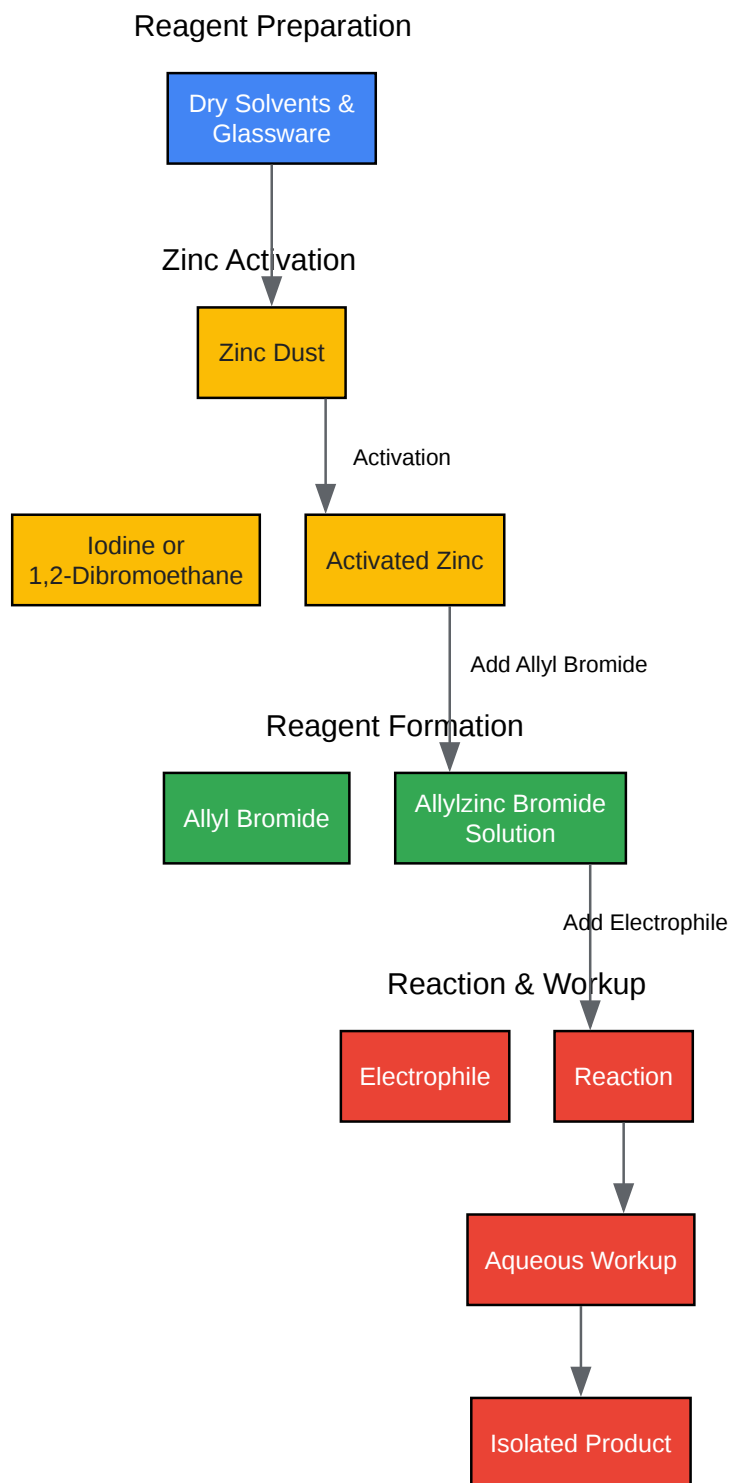 Reagent Preparation
Dry Solvents &
Glassware
Zinc Activation
Zinc Dust
Activation
Iodine or
1,2-Dibromoethane
Activated Zinc
Add Allyl Bromide
Reagent Formation
Allyl Bromide
Allylzinc Bromide
Solution
Add Electrophile
Reaction & Workup
Electrophile
Reaction
Aqueous Workup
Isolated Product